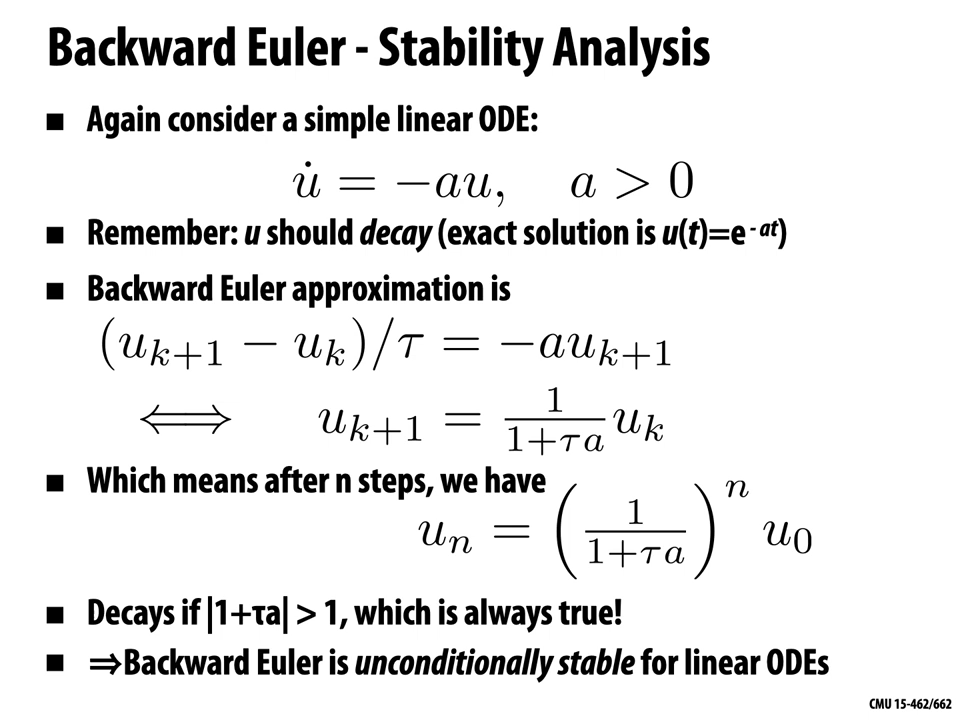 Backward Euler - Stability Analysis
■ Again consider a simple linear ODE:
u̇ = −au, a > 0
■ Remember: u should decay (exact solution is u(t)=e^{-at})
■ Backward Euler approximation is
(u_{k+1} − u_k)/τ = −au_{k+1}
⟺ u_{k+1} = \frac{1}{1+τa} u_k
■ Which means after n steps, we have
u_n = (\frac{1}{1+τa})^n u_0
■ Decays if |1+τa| > 1, which is always true!
■ ⇒Backward Euler is unconditionally stable for linear ODEs
CMU 15-462/662